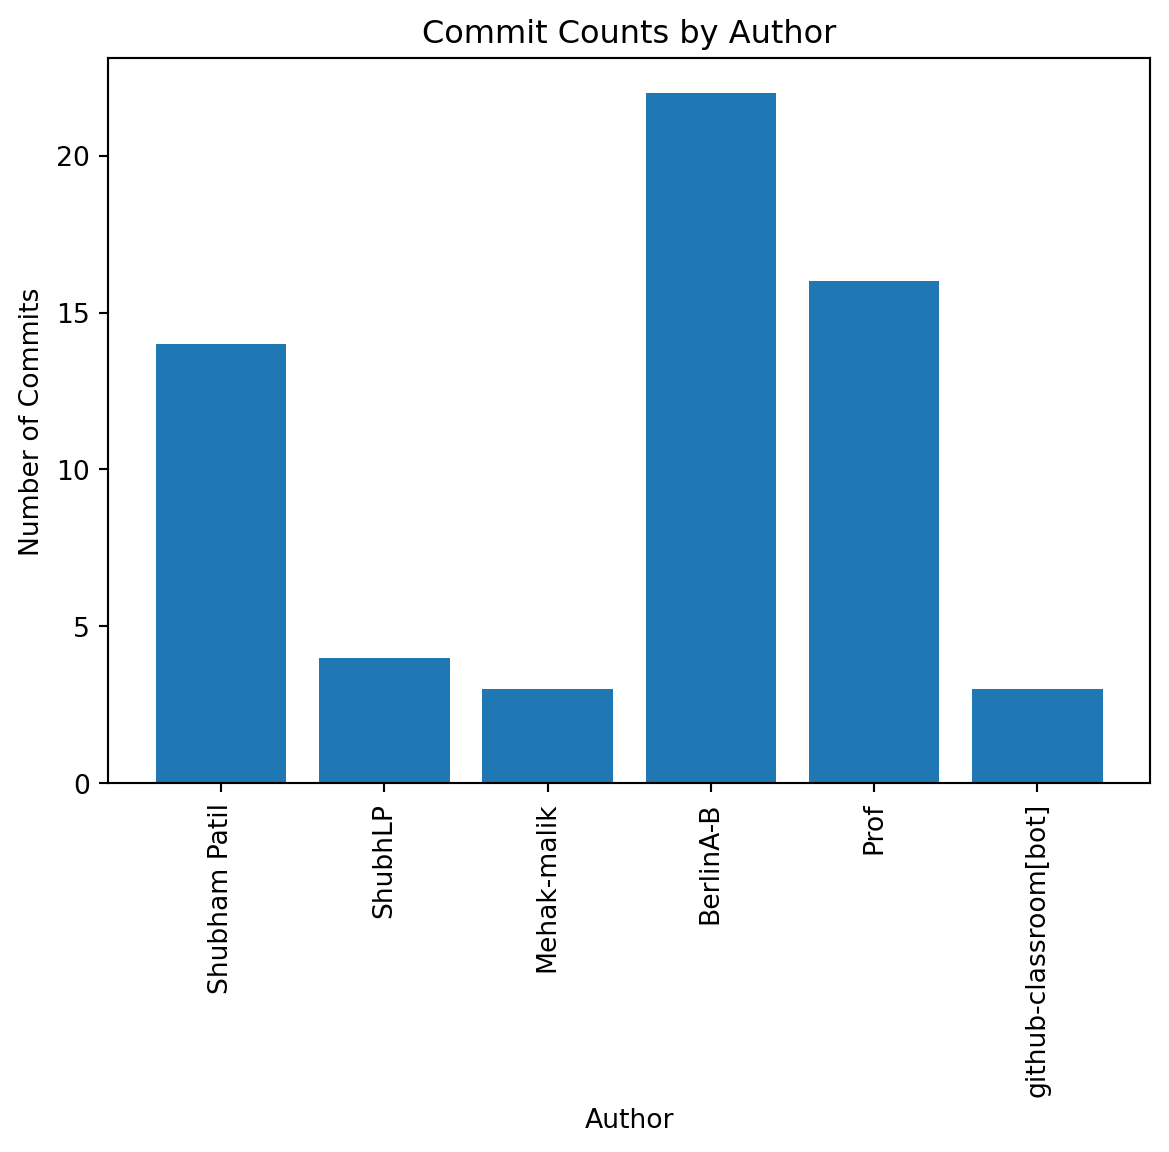 Commit Counts by Author
Number of Commits
20
15
10
5
0
Shubham Patil
ShubhLP
Mehak-malik
BerlinA-B
Prof
github-classroom[bot]
Author